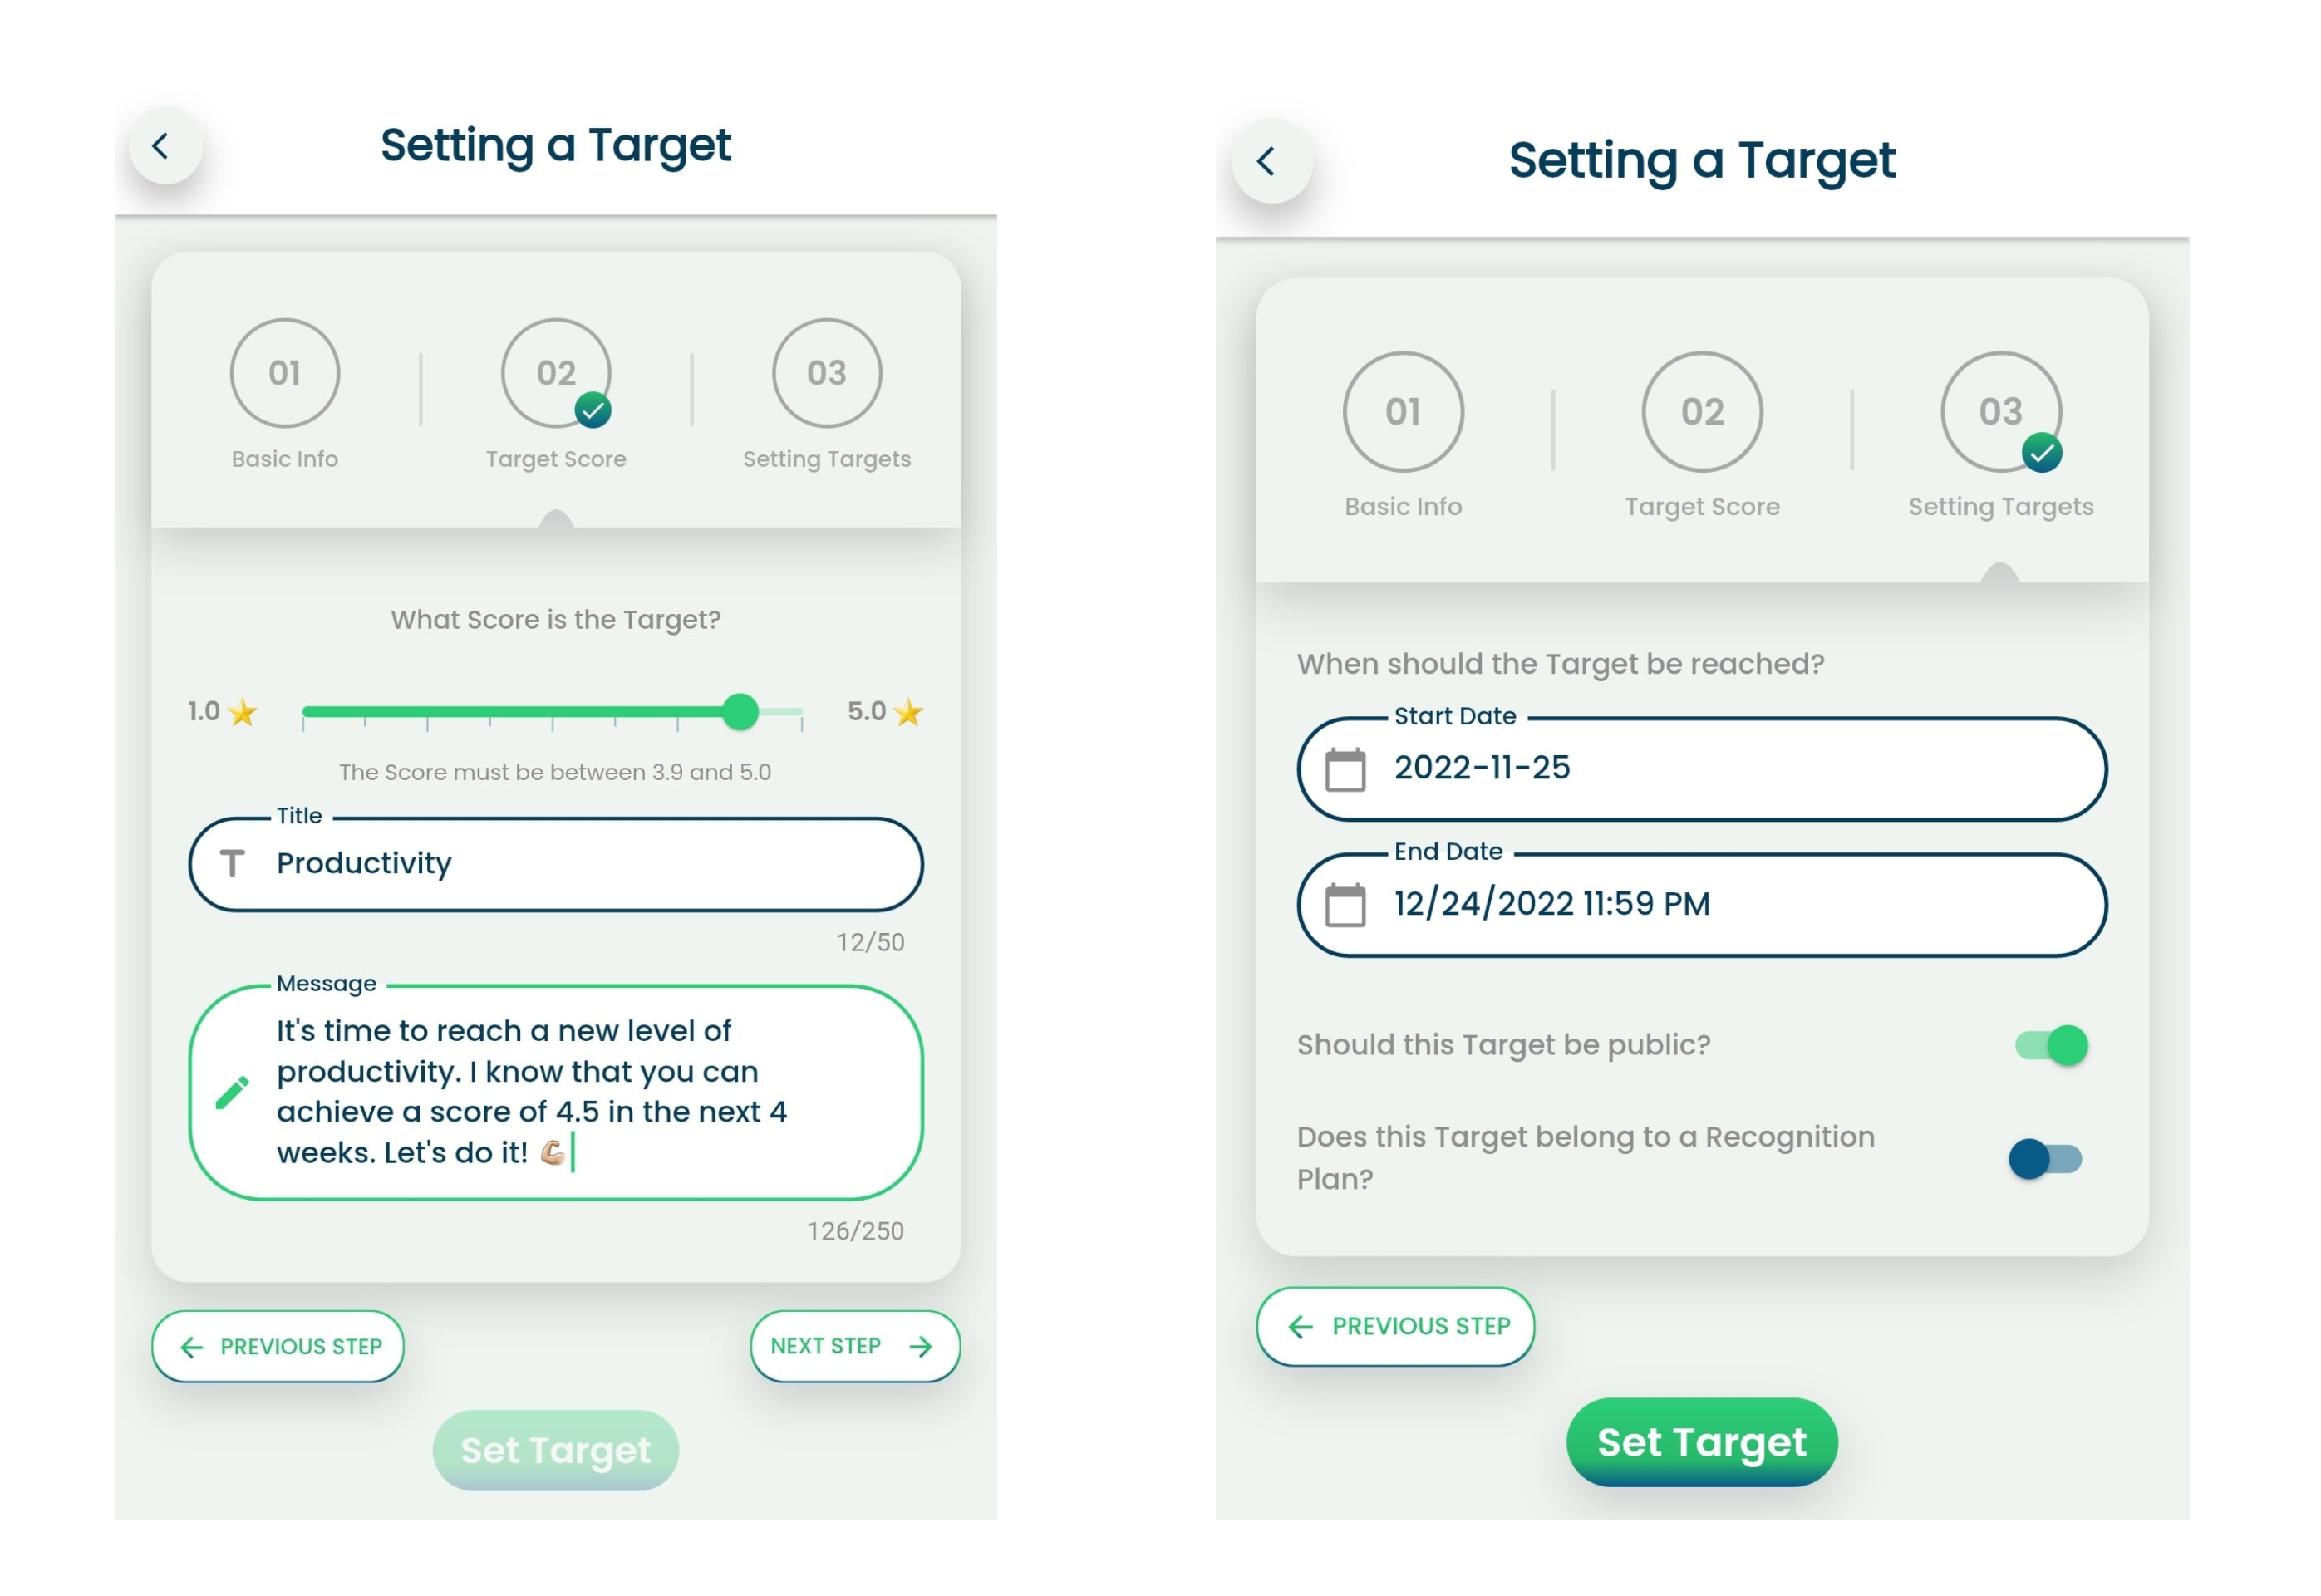 Setting a Target
01
02
03
Basic Info
Target Score
Setting Targets
What Score is the Target?
1.0
5.0
The Score must be between 3.9 and 5.0
Title
T Productivity
12/50
Message
It's time to reach a new level of
productivity. I know that you can
achieve a score of 4.5 in the next 4
weeks. Let's do it! 💪🏼
126/250
PREVIOUS STEP
NEXT STEP
Set Target
Setting a Target
01
02
03
Basic Info
Target Score
Setting Targets
When should the Target be reached?
Start Date
2022-11-25
End Date
12/24/2022 11:59 PM
Should this Target be public?
Does this Target belong to a Recognition
Plan?
PREVIOUS STEP
Set Target